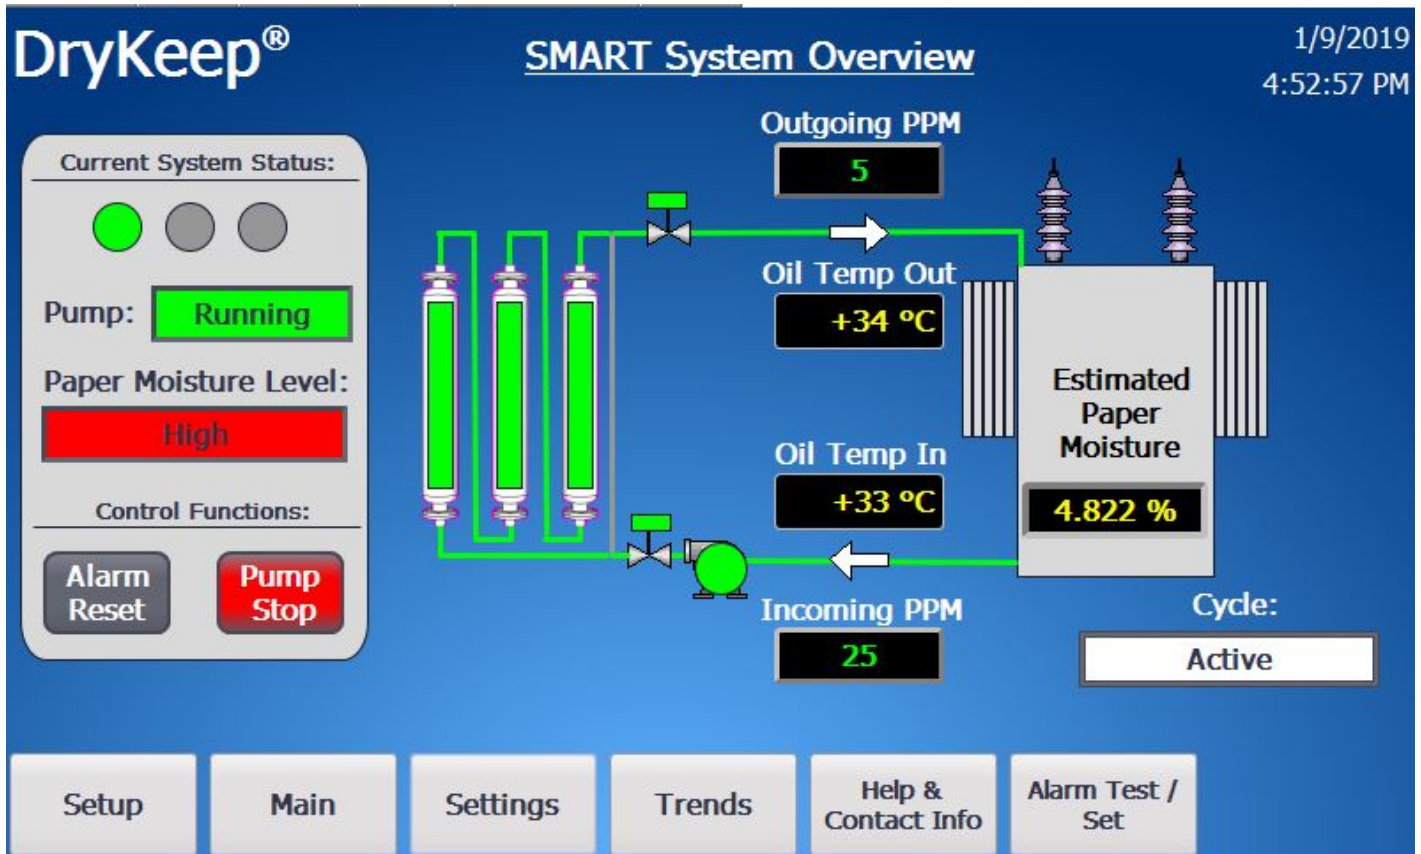 DryKeep®
SMART System Overview
1/9/2019
4:52:57 PM
Current System Status:
Pump:
Running
Paper Moisture Level:
High
Control Functions:
Alarm
Reset
Pump
Stop
Outgoing PPM
5
Oil Temp Out
+34 ºC
Oil Temp In
+33 ºC
Incoming PPM
25
Estimated
Paper
Moisture
4.822 %
Cycle:
Active
Setup
Main
Settings
Trends
Help &
Contact Info
Alarm Test /
Set